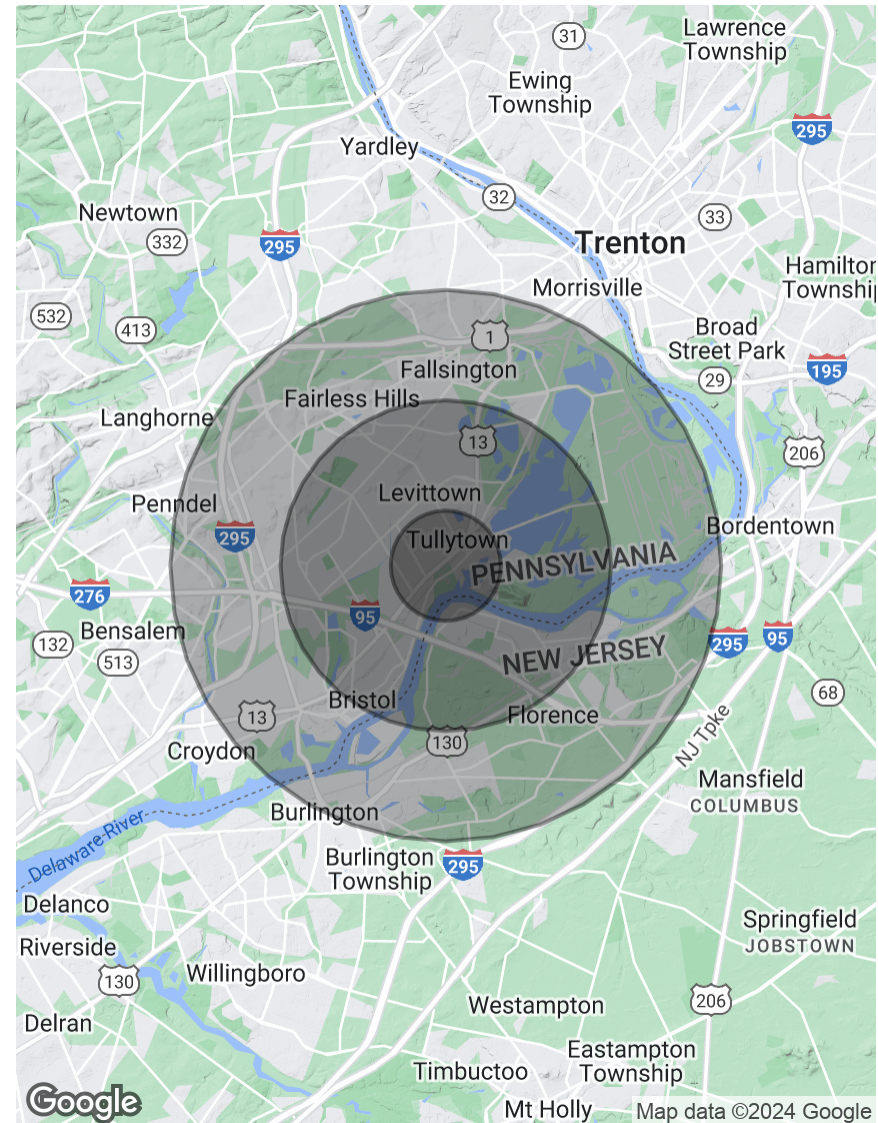 Lawrence
Township
31
Ewing
Township
295
Yardley
32
Newtown
332
295
33
Trenton
Hamilton
Township
Morrisville
532
413
1
Broad
Street Park
Fallsington
29
195
Fairless Hills
Langhorne
13
206
Levittown
Penndel
295
Tullytown
Bordentown
PENNSYLVANIA
276
95
132
Bensalem
513
NEW JERSEY
295
95
68
Bristol
13
Florence
130
Croydon
NJ Tpke
Mansfield
COLUMBUS
Burlington
Delaware River
Burlington
Township
295
Delanco
Springfield
JOBSTOWN
Riverside
130
Willingboro
206
Westampton
Delran
Eastampton
Township
Timbuctoo
Google
Mt Holly
Map data ©2024 Google